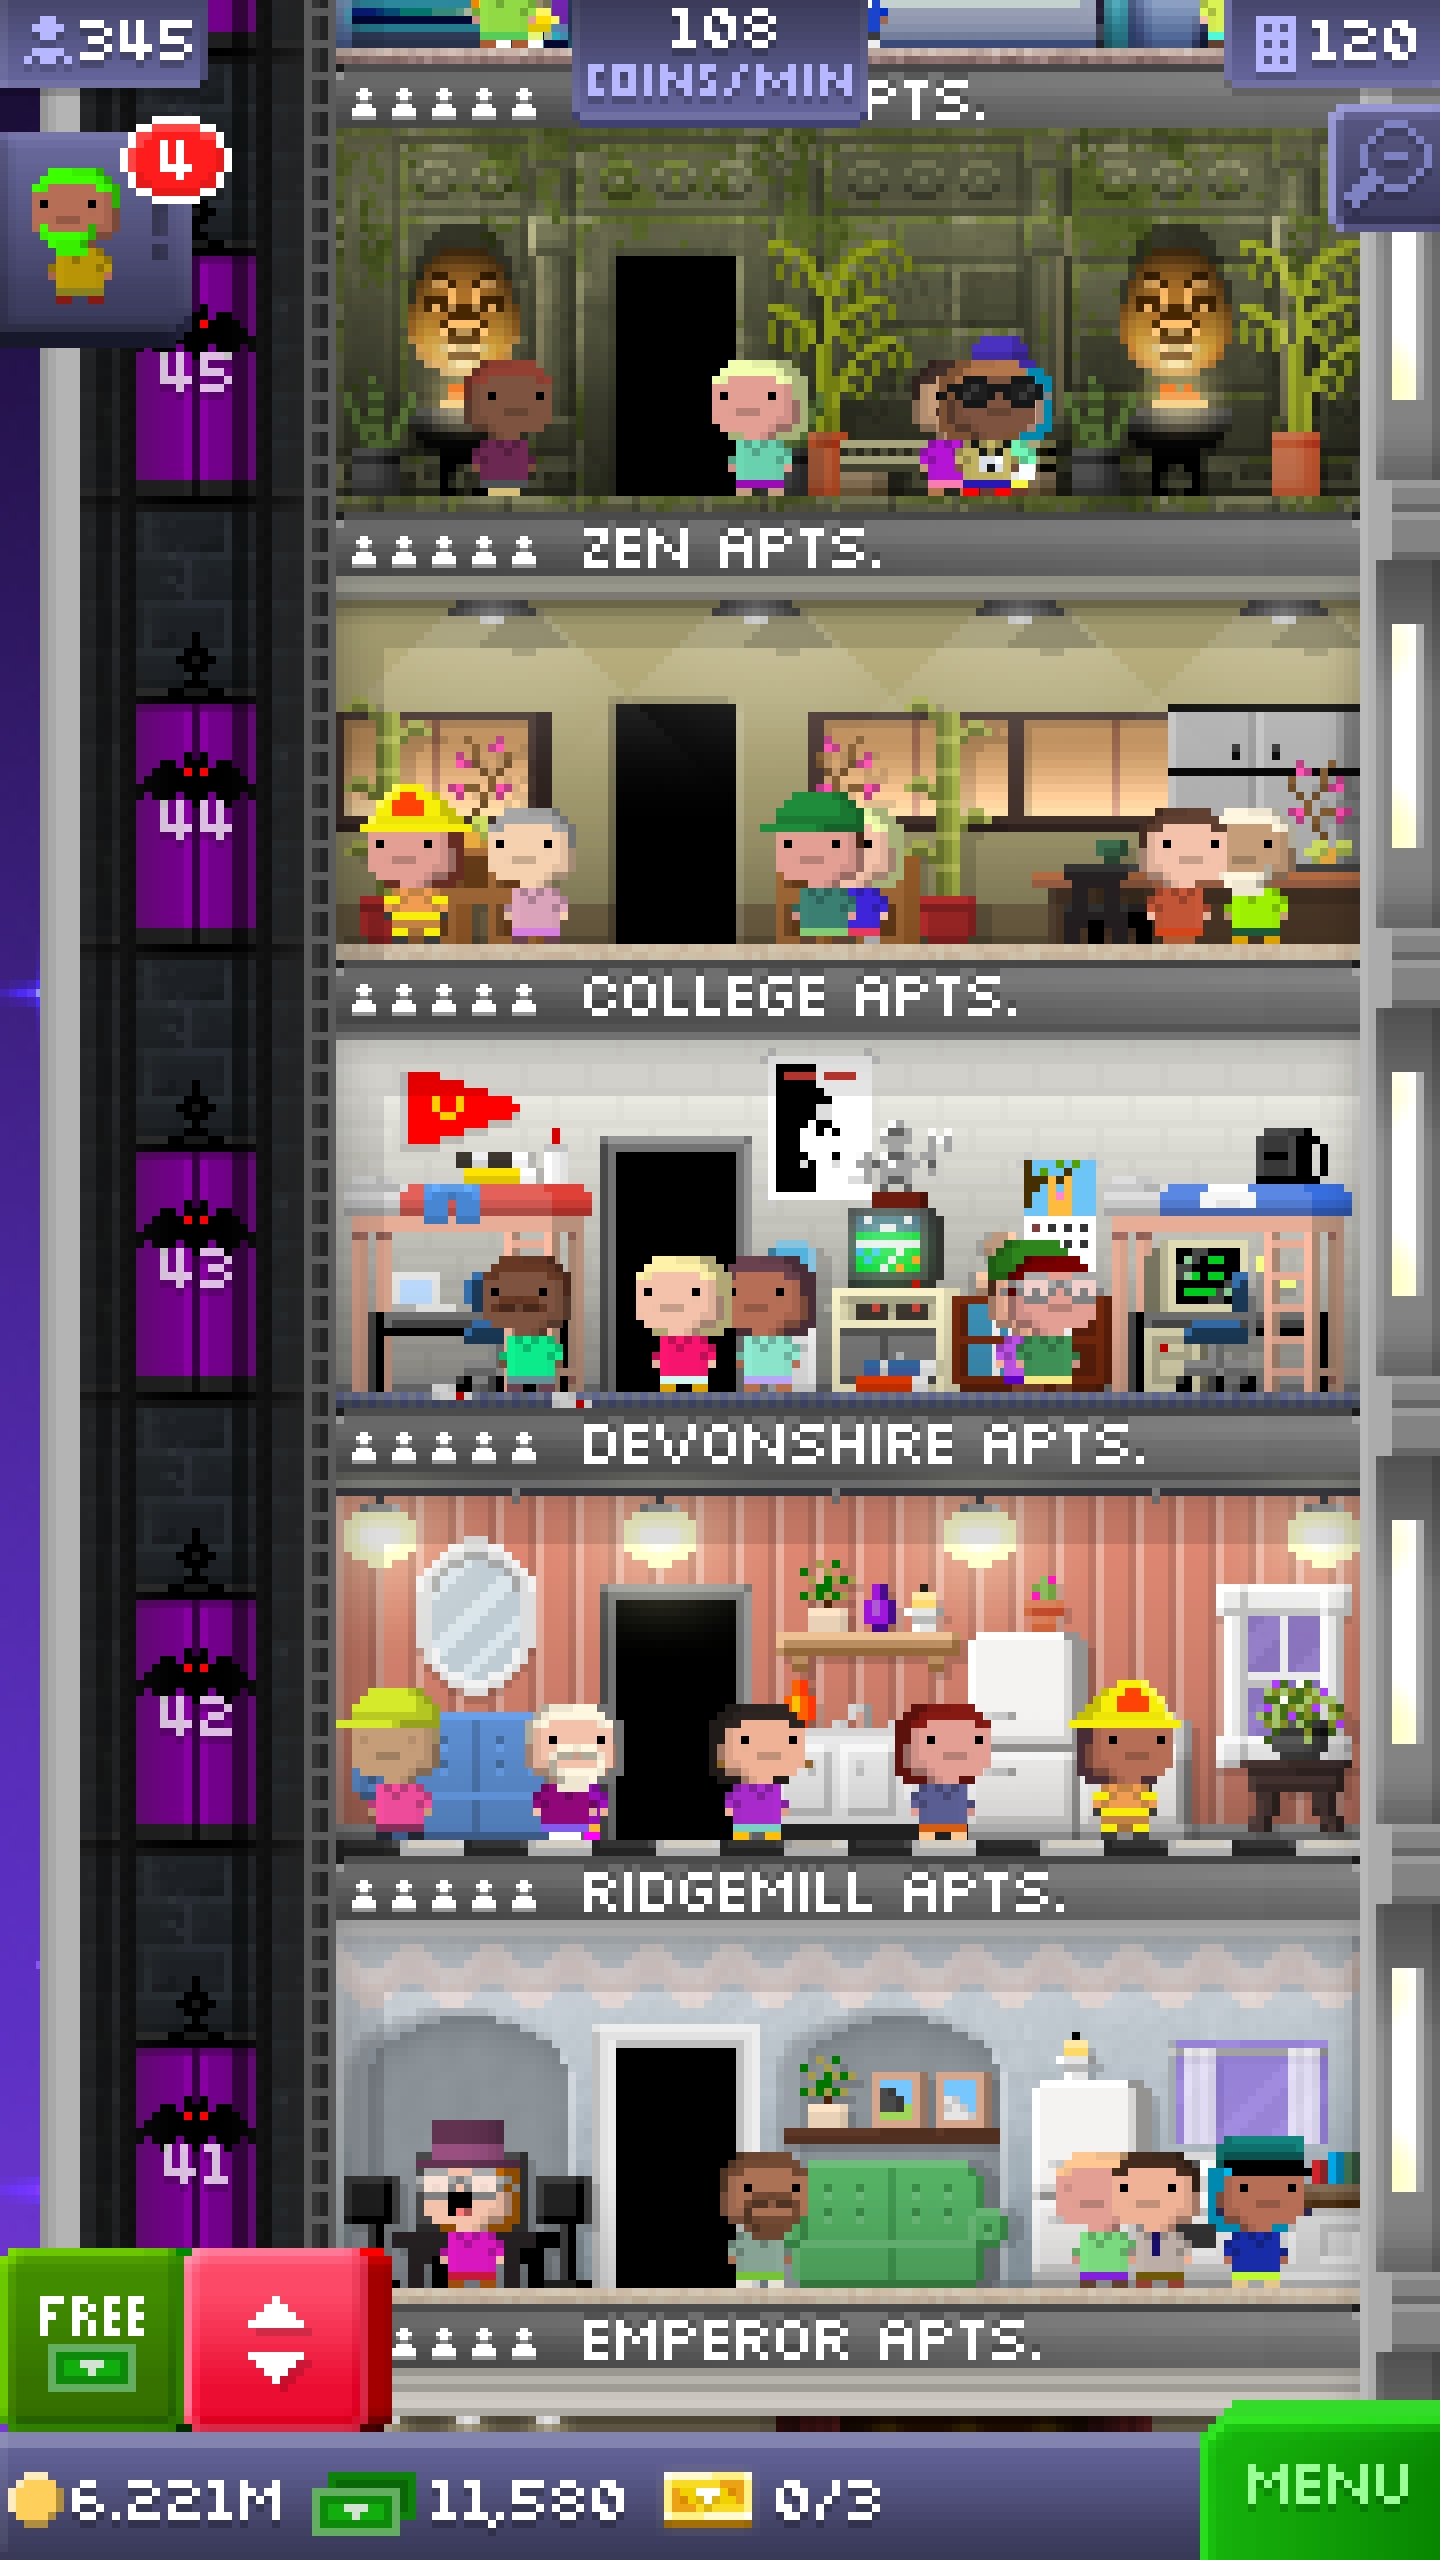 345
108
120
COINS/MIN
PTS.
4
45
ZEN APTS.
44
COLLEGE APTS.
43
DEVONSHIRE APTS.
42
RIDGEMILL APTS.
41
FREE
EMPEROR APTS.
6.221M 11,580 0/3
MENU